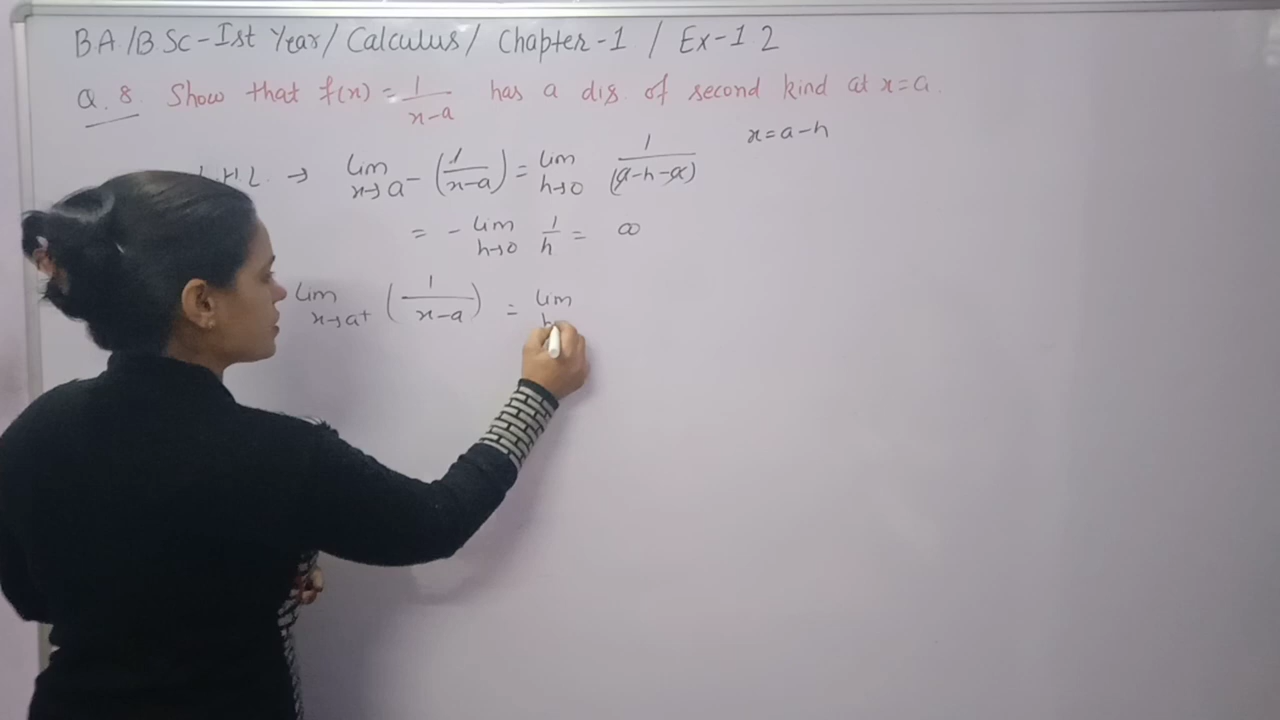 BA/B Sc-Ist Year/ Calculus/ Chapter-1 / Ex-1 2
Q. 8. Show that f(x) = 1/(x-a) has a dis. of second kind at x=a.
x=a-h
L.H.L. → lim x→a- (1/(x-a)) = lim h→0 1/(a-h-a)
= - lim h→0 1/h = ∞
lim x→a+ (1/(x-a)) = lim